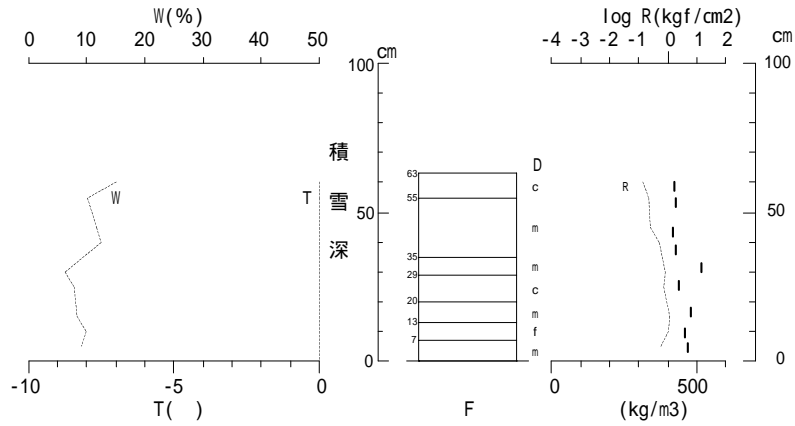 W(%)
0 10 20 30 40 50
cm
100
50
0
積
雪
深
W
T
-10 -5 0
T( )
D
63
55
35
29
20
13
7
c
m
m
c
m
f
m
F
log R(kgf/cm2)
-4 -3 -2 -1 0 1 2
cm
100
50
0
R
0 500
(kg/m3)